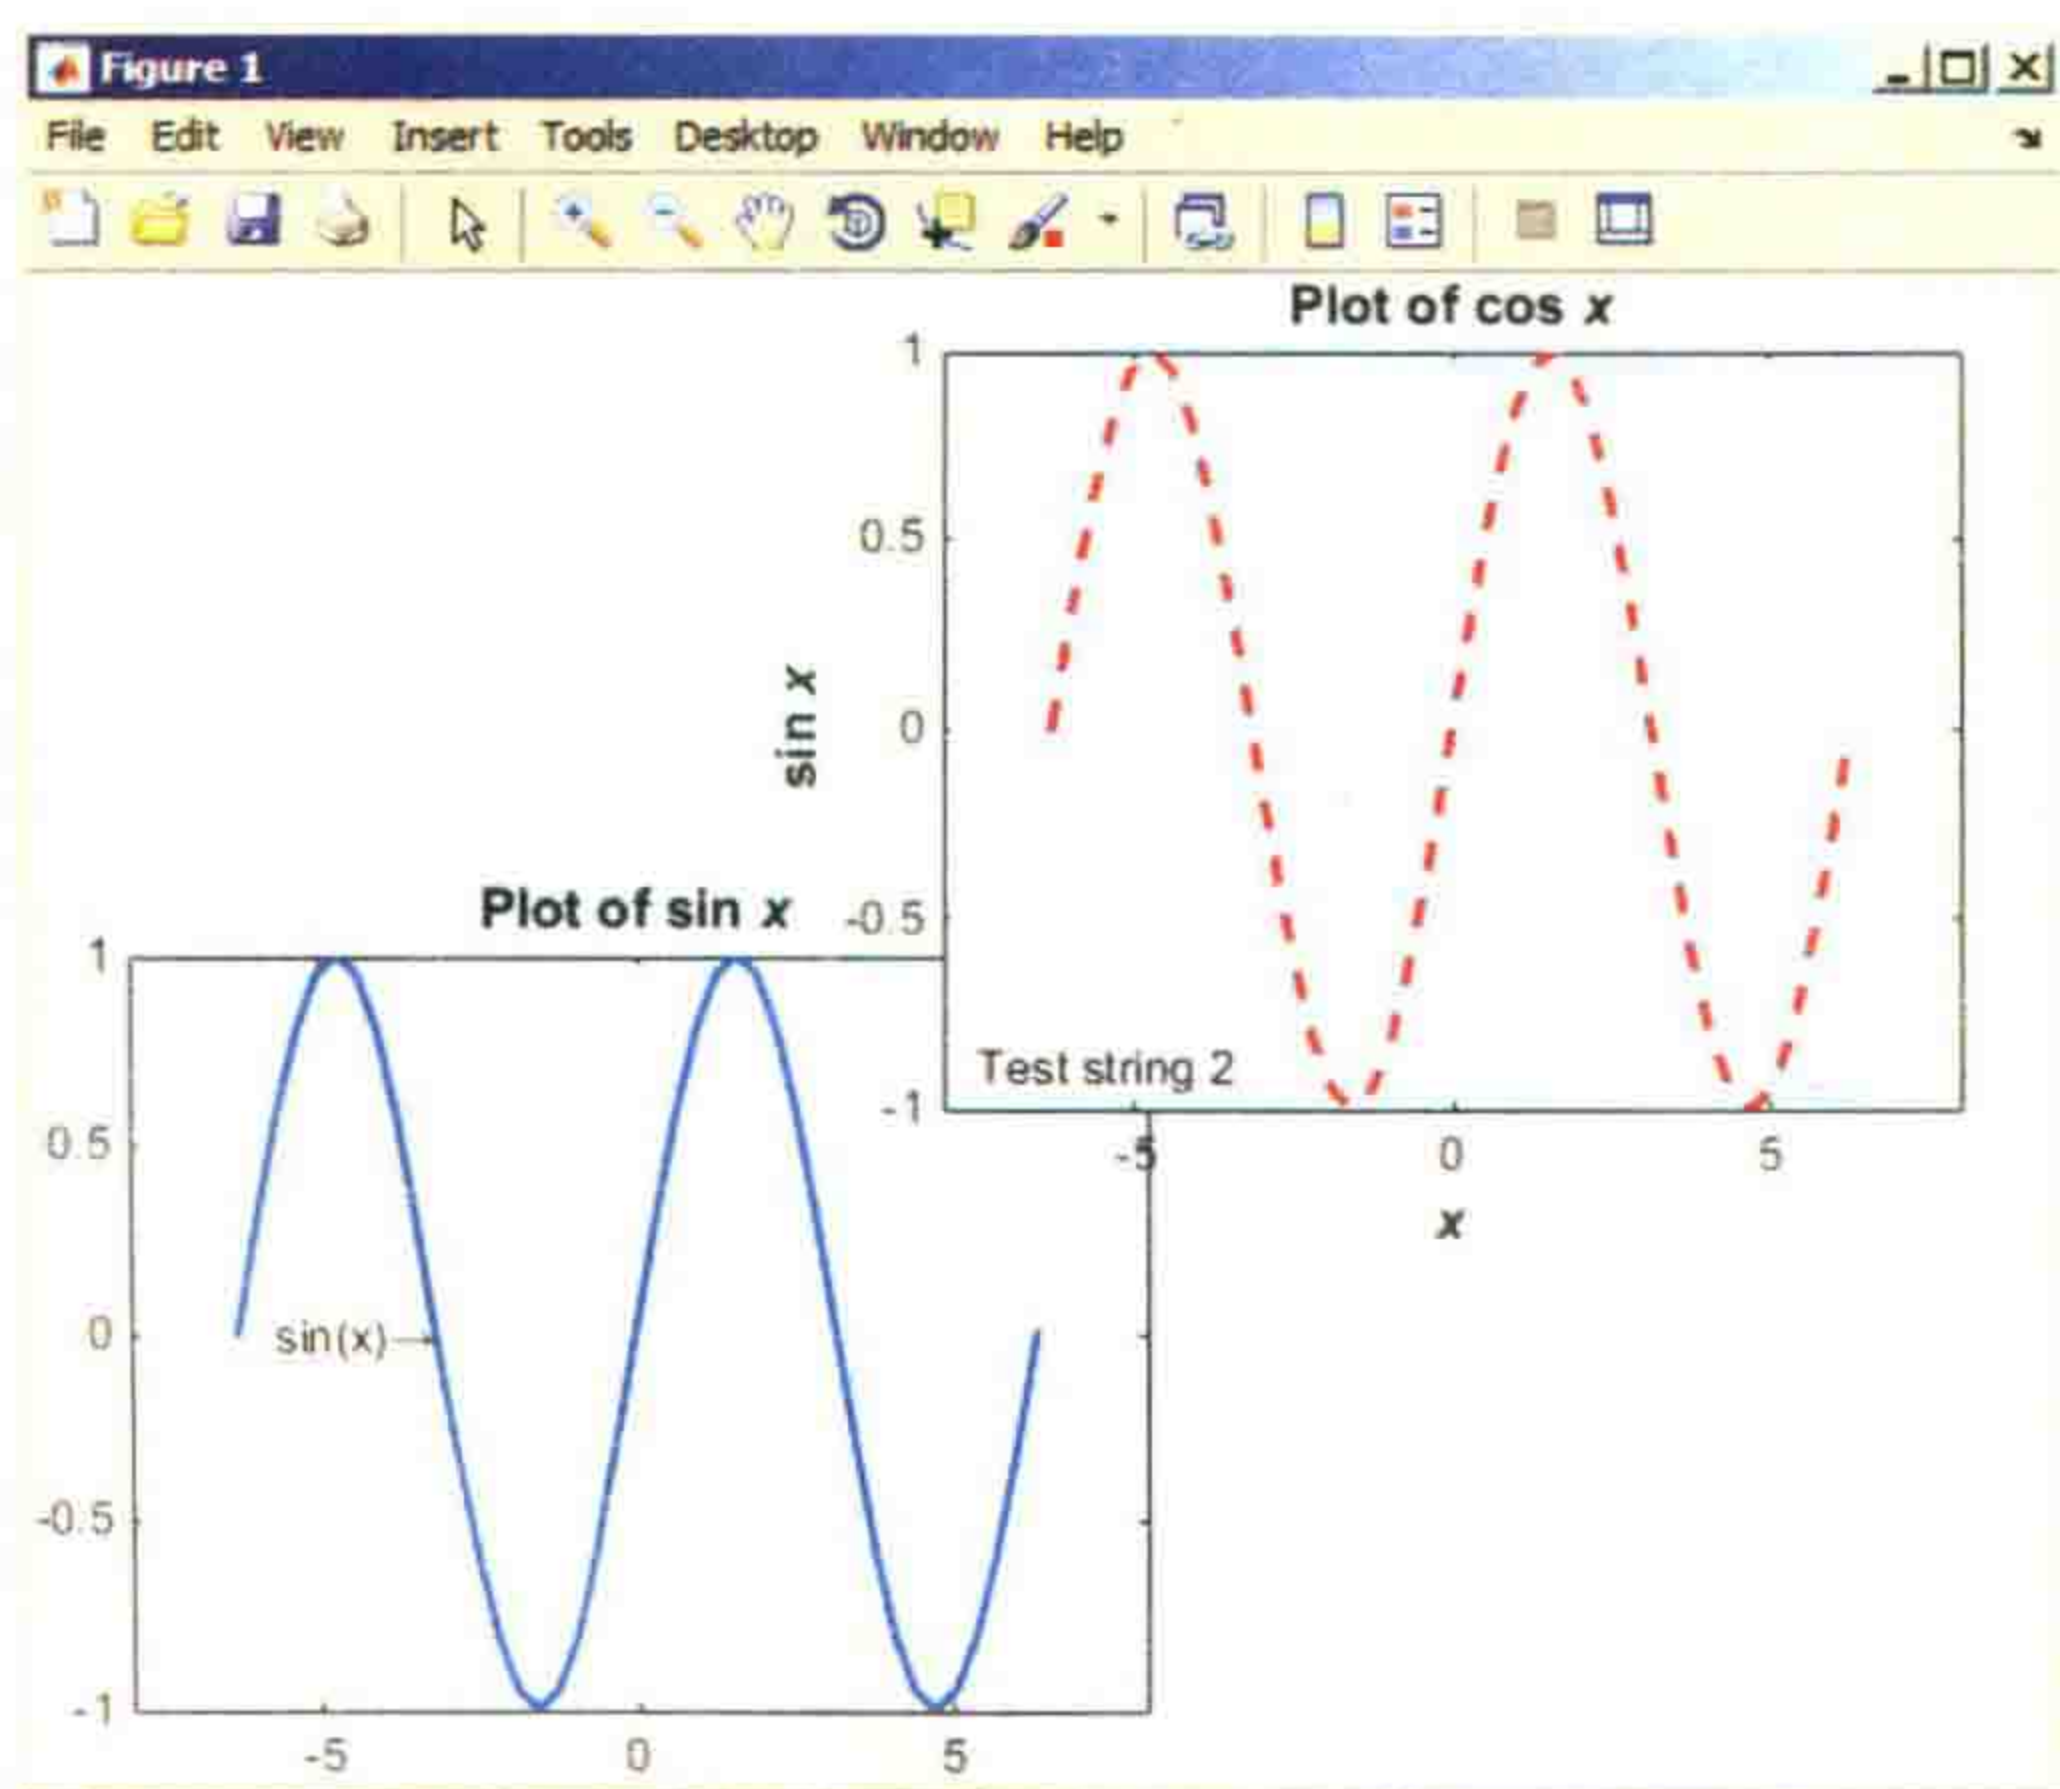 Figure 1
File Edit View Insert Tools Desktop Window Help
Plot of cos x
1
0.5
0
-0.5
-1
sin x
Test string 2
-5 0 5
x
Plot of sin x
1
0.5
0
-0.5
-1
sin(x)→
-5 0 5